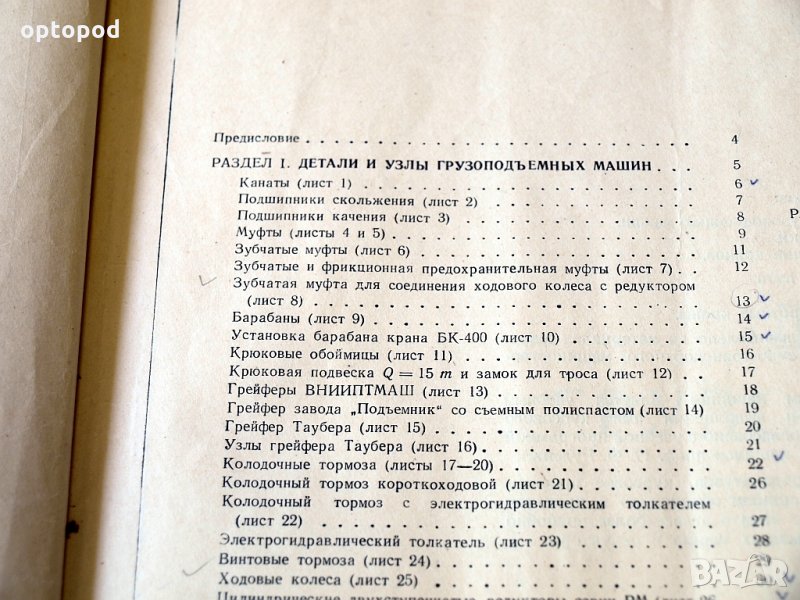 optopod
Предисловие . . . . . . . . . . . . . . . . . . . . 4
РАЗДЕЛ I. ДЕТАЛИ И УЗЛЫ ГРУЗОПОДЪЕМНЫХ МАШИН . . . 5
Канаты (лист 1) . . . . . . . . . . . . . . . . . . 6
Подшипники скольжения (лист 2) . . . . . . . . . . . 7
Подшипники качения (лист 3) . . . . . . . . . . . . 8
Муфты (листы 4 и 5) . . . . . . . . . . . . . . . . 9
Зубчатые муфты (лист 6) . . . . . . . . . . . . . . 11
Зубчатые и фрикционная предохранительная муфты (лист 7) . . 12
Зубчатая муфта для соединения ходового колеса с редуктором
(лист 8) . . . . . . . . . . . . . . . . . . . . . 13
Барабаны (лист 9) . . . . . . . . . . . . . . . . . 14
Установка барабана крана БК-400 (лист 10) . . . . . . 15
Крюковые обоймицы (лист 11) . . . . . . . . . . . . 16
Крюковая подвеска Q = 15 т и замок для троса (лист 12) . . 17
Грейферы ВНИИПТМАШ (лист 13) . . . . . . . . . . . . 18
Грейфер завода „Подъемник“ со съемным полиспастом (лист 14) 19
Грейфер Таубера (лист 15) . . . . . . . . . . . . . 20
Узлы грейфера Таубера (лист 16) . . . . . . . . . . . 21
Колодочные тормоза (листы 17—20) . . . . . . . . . . 22
Колодочный тормоз короткоходовой (лист 21) . . . . . . 26
Колодочный тормоз с электрогидравлическим толкателем
(лист 22) . . . . . . . . . . . . . . . . . . . . . 27
Электрогидравлический толкатель (лист 23) . . . . . . 28
Винтовые тормоза (лист 24) . . . . . . . . . . . . .
Ходовые колеса (лист 25) . . . . . . . . . . . . . .
Цилиндрические двухступенчатые редукторы серии РМ
Р
BAZAR